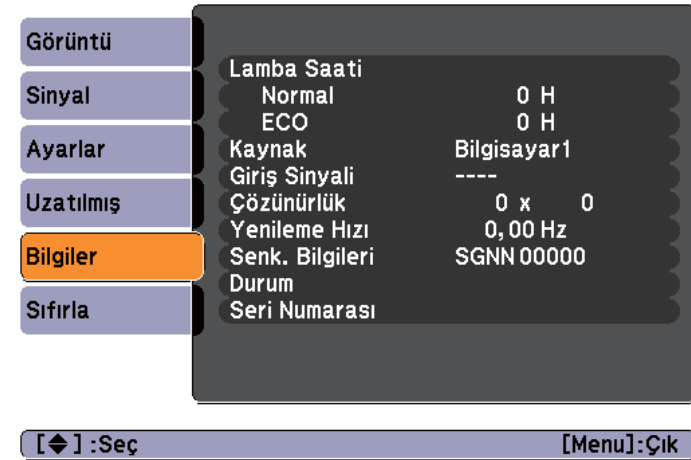 Görüntü
Sinyal
Ayarlar
Uzatılmış
Bilgiler
Sıfırla
Lamba Saati
Normal 0 H
ECO 0 H
Kaynak Bilgisayar1
Giriş Sinyali ----
Çözünürlük 0 x 0
Yenileme Hızı 0,00 Hz
Senk. Bilgileri SGNN 00000
Durum
Seri Numarası
[◆] :Seç [Menu]:Çık